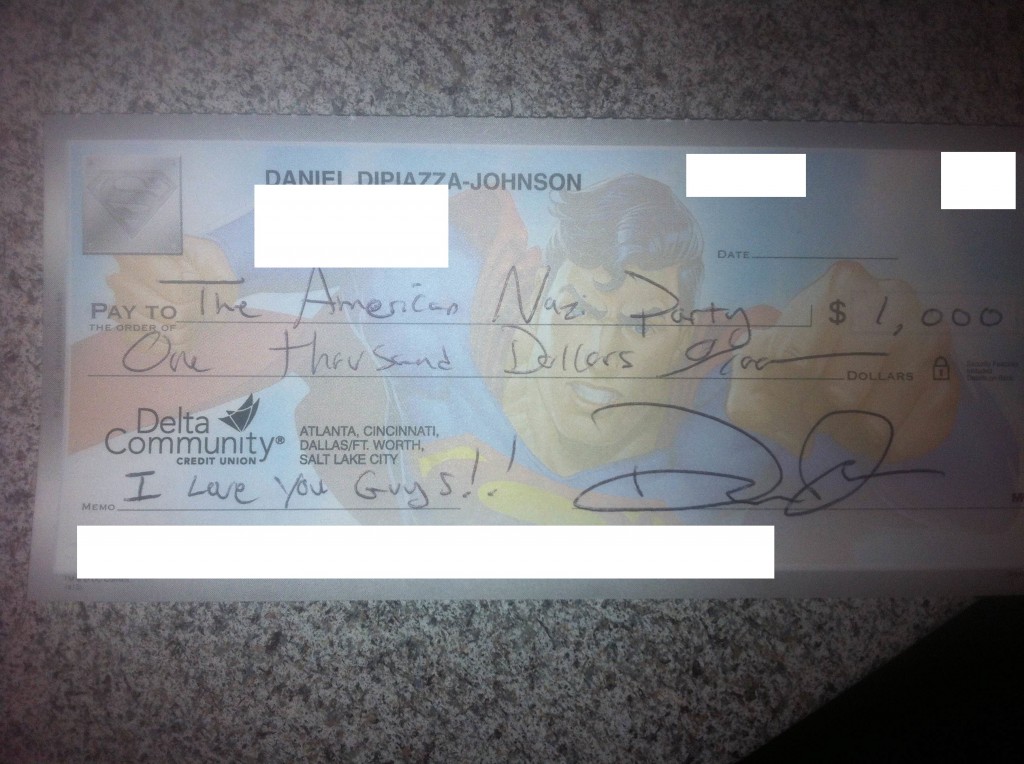 DANIEL DIPIAZZA-JOHNSON
DATE
PAY TO THE ORDER OF The American Nazi Party $ 1,000
One thousand Dollars DOLLARS
Delta Community® CREDIT UNION
ATLANTA, CINCINNATI,
DALLAS/FT. WORTH,
SALT LAKE CITY
MEMO I Love you Guys!!